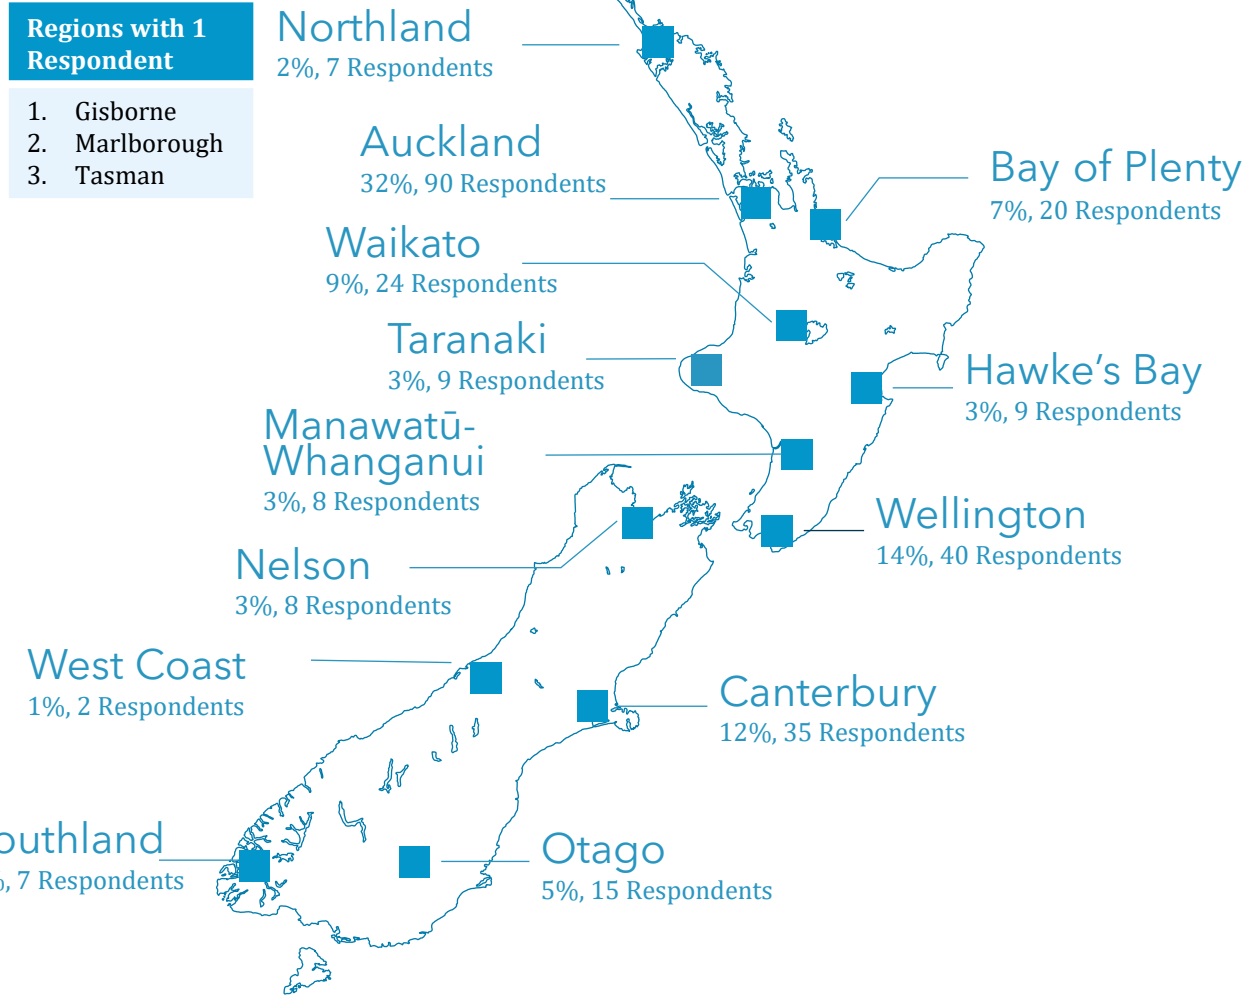 Regions with 1
Respondent
1. Gisborne
2. Marlborough
3. Tasman
Northland
2%, 7 Respondents
Auckland
32%, 90 Respondents
Bay of Plenty
7%, 20 Respondents
Waikato
9%, 24 Respondents
Taranaki
3%, 9 Respondents
Hawke’s Bay
3%, 9 Respondents
Manawatū-
Whanganui
3%, 8 Respondents
Wellington
14%, 40 Respondents
Nelson
3%, 8 Respondents
West Coast
1%, 2 Respondents
Canterbury
12%, 35 Respondents
outhland
%, 7 Respondents
Otago
5%, 15 Respondents